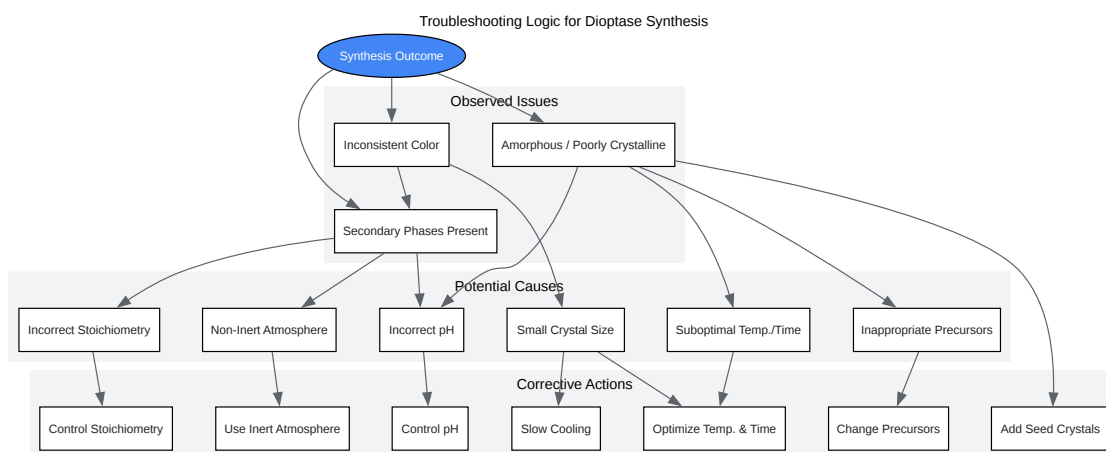 Troubleshooting Logic for Dioptase Synthesis
Synthesis Outcome
Observed Issues
Inconsistent Color
Amorphous / Poorly Crystalline
Secondary Phases Present
Potential Causes
Incorrect Stoichiometry
Non-Inert Atmosphere
Incorrect pH
Small Crystal Size
Suboptimal Temp./Time
Inappropriate Precursors
Corrective Actions
Control Stoichiometry
Use Inert Atmosphere
Control pH
Slow Cooling
Optimize Temp. & Time
Change Precursors
Add Seed Crystals